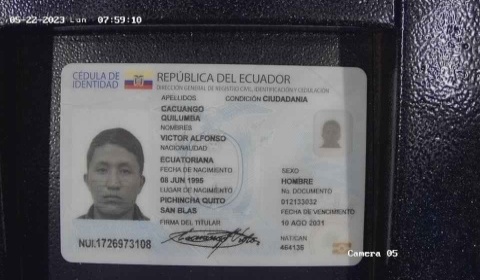 05-22-2023 Lun 07:59:10
CÉDULA DE IDENTIDAD
REPÚBLICA DEL ECUADOR
DIRECCIÓN GENERAL DE REGISTRO CIVIL, IDENTIFICACIÓN Y CEDULACIÓN
APELLIDOS CONDICIÓN CIUDADANIA
CACUANGO
QUILUMBA
NOMBRES
VICTOR ALFONSO
NACIONALIDAD
ECUATORIANA
FECHA DE NACIMIENTO
08 JUN 1995
LUGAR DE NACIMIENTO
PICHINCHA QUITO
SAN BLAS
FIRMA DEL TITULAR
SEXO
HOMBRE
No. DOCUMENTO
012133032
FECHA DE VENCIMIENTO
10 AGO 2031
NAT/CAN
464136
NUI.1726973108
Camera 05